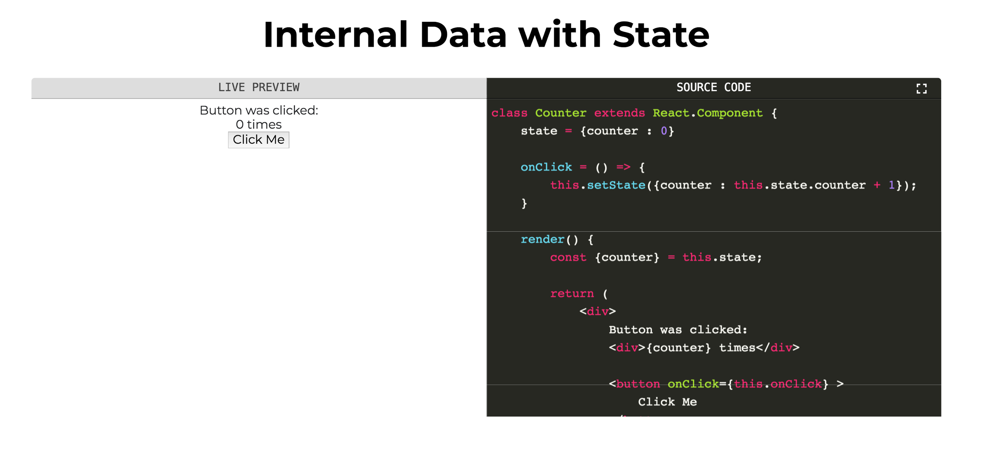 Internal Data with State
LIVE PREVIEW
Button was clicked:
0 times
Click Me
SOURCE CODE
class Counter extends React.Component {
    state = {counter : 0}
    onClick = () => {
        this.setState({counter : this.state.counter + 1});
    }
    render() {
        const {counter} = this.state;
        return (
            <div>
                Button was clicked:
                <div>{counter} times</div>
                <button onClick={this.onClick} >
                    Click Me